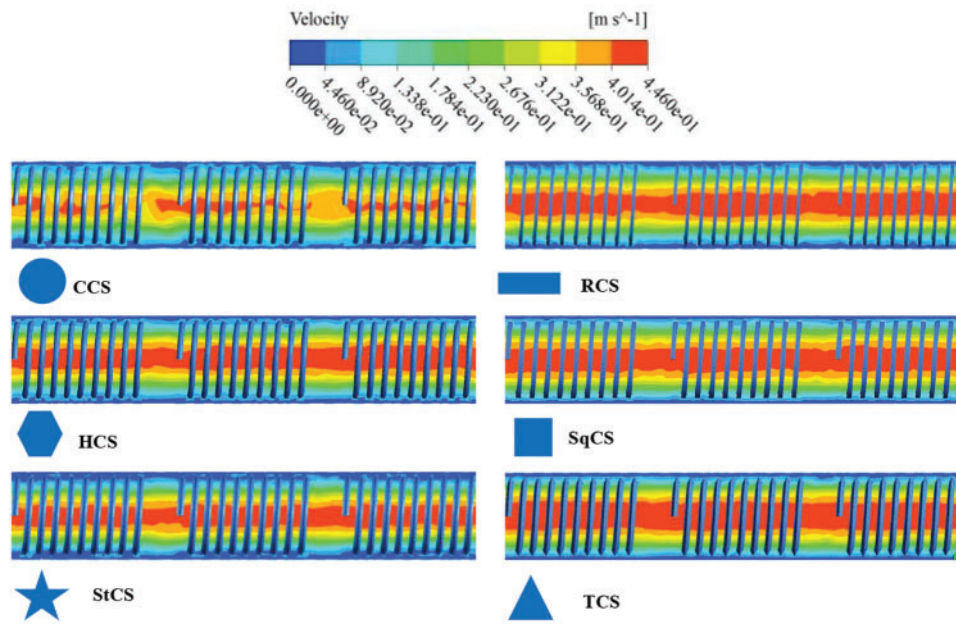 Velocity [m s^-1]
0.000e+00
4.460e-02
8.920e-02
1.338e-01
1.784e-01
2.230e-01
2.676e-01
3.122e-01
3.568e-01
4.014e-01
4.460e-01
CCS RCS
HCS SqCS
StCS TCS